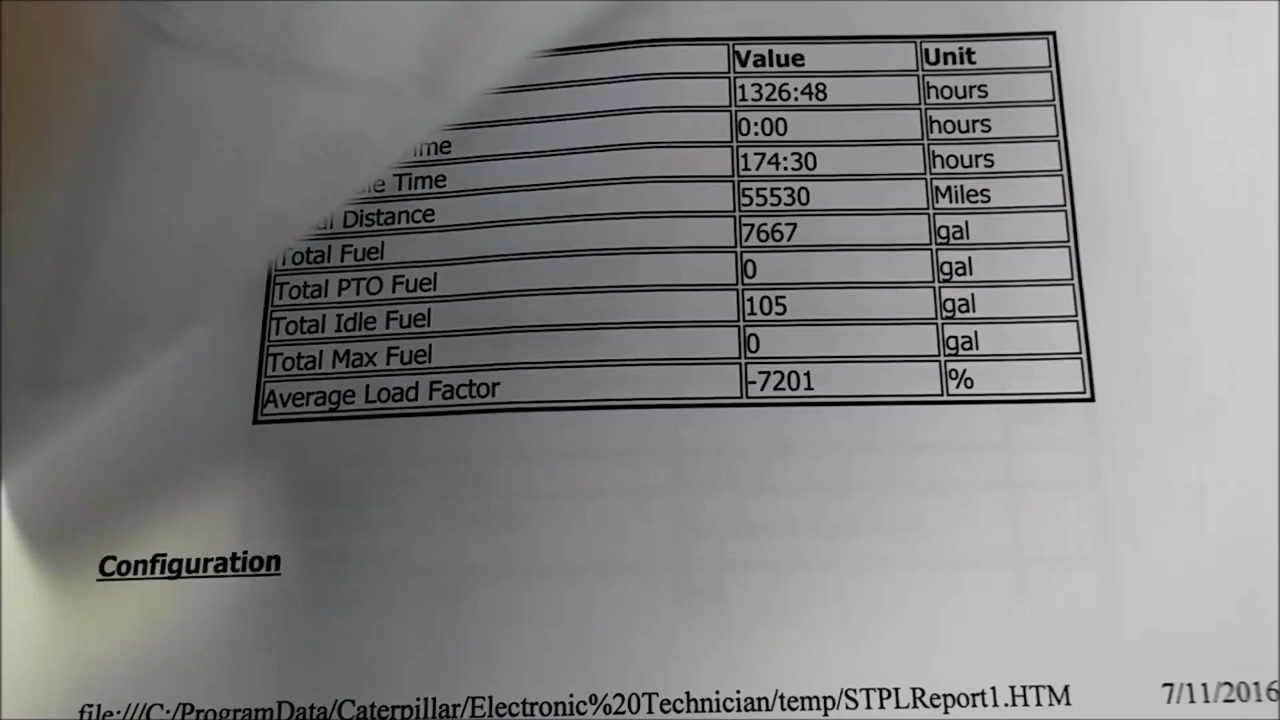 Value Unit
1326:48 hours
0:00 hours
Time 174:30 hours
Distance 55530 Miles
Total Fuel 7667 gal
Total PTO Fuel 0 gal
Total Idle Fuel 105 gal
Total Max Fuel 0 gal
Average Load Factor -7201 %
Configuration
file:///C:/ProgramData/Caterpillar/Electronic%20Technician/temp/STPLReport1.HTM 7/11/2016